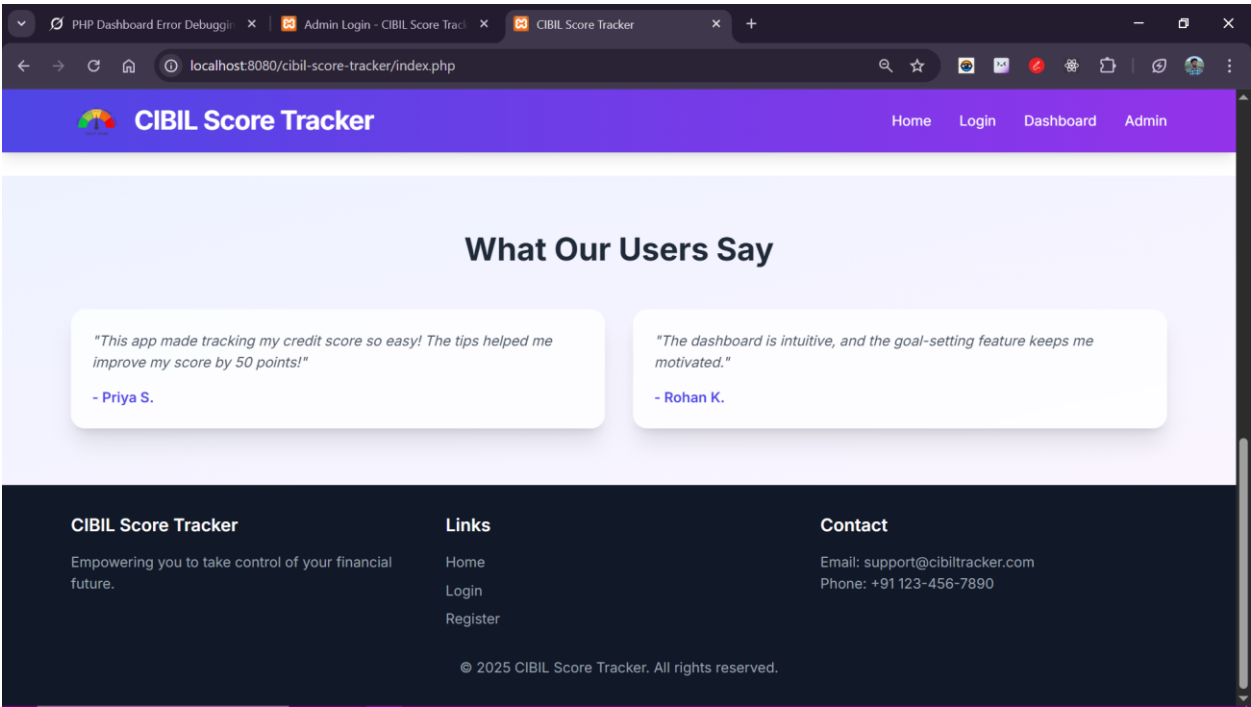 PHP Dashboard Error Debuggin
Admin Login - CIBIL Score Track
CIBIL Score Tracker
localhost:8080/cibil-score-tracker/index.php
CIBIL Score Tracker
Home Login Dashboard Admin
What Our Users Say
"This app made tracking my credit score so easy! The tips helped me
improve my score by 50 points!"
- Priya S.
"The dashboard is intuitive, and the goal-setting feature keeps me
motivated."
- Rohan K.
CIBIL Score Tracker
Empowering you to take control of your financial
future.
Links
Home
Login
Register
Contact
Email: support@cibiltracker.com
Phone: +91 123-456-7890
© 2025 CIBIL Score Tracker. All rights reserved.